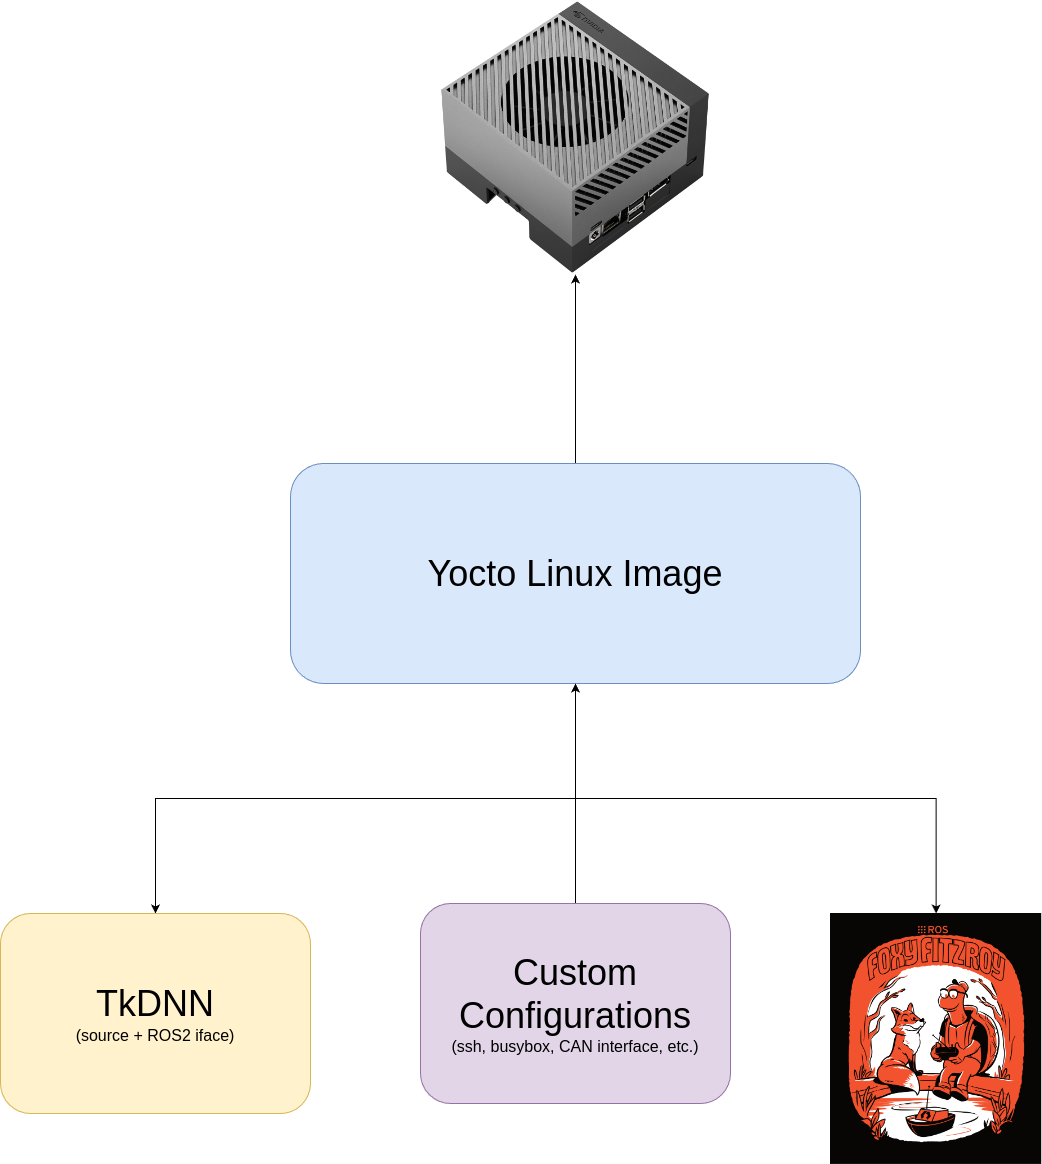 Yocto Linux Image
TkDNN
(source + ROS2 iface)
Custom
Configurations
(ssh, busybox, CAN interface, etc.)
ROS
FOXY FITZROY